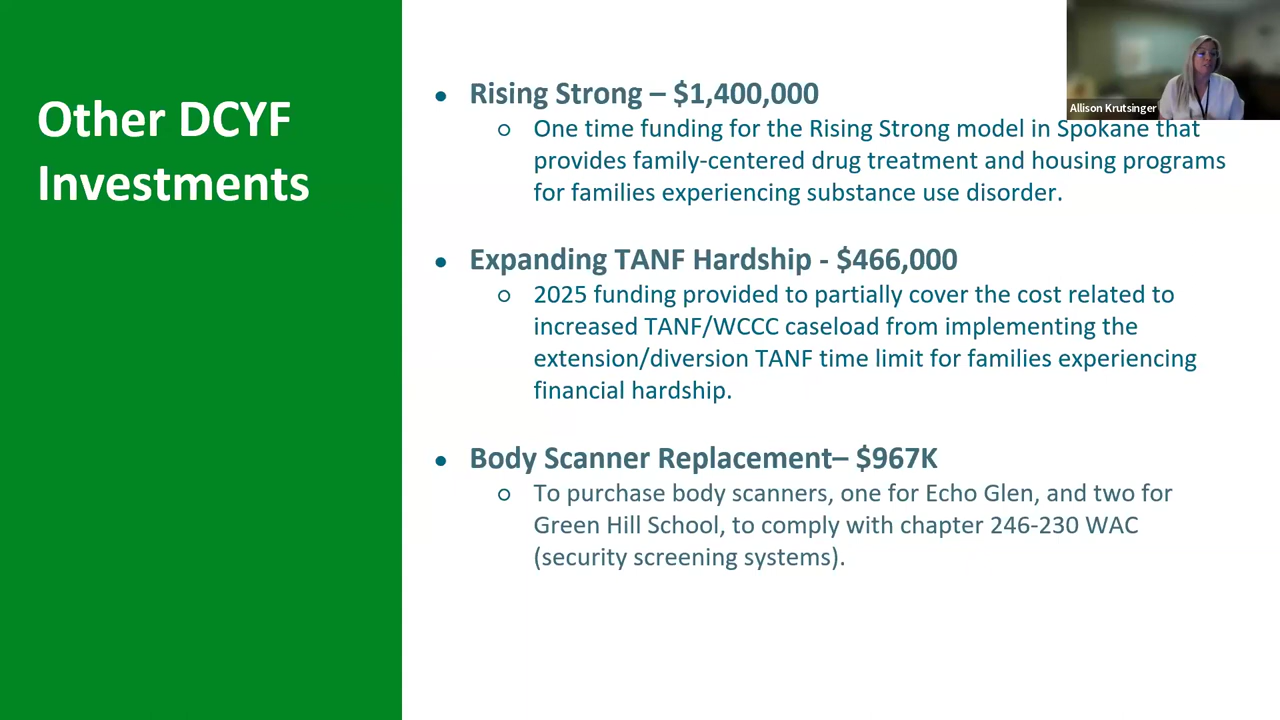 Other DCYF
Investments
● Rising Strong – $1,400,000
○ One time funding for the Rising Strong model in Spokane that
provides family-centered drug treatment and housing programs
for families experiencing substance use disorder.
● Expanding TANF Hardship - $466,000
○ 2025 funding provided to partially cover the cost related to
increased TANF/WCCC caseload from implementing the
extension/diversion TANF time limit for families experiencing
financial hardship.
● Body Scanner Replacement– $967K
○ To purchase body scanners, one for Echo Glen, and two for
Green Hill School, to comply with chapter 246-230 WAC
(security screening systems).
Allison Krutsinger